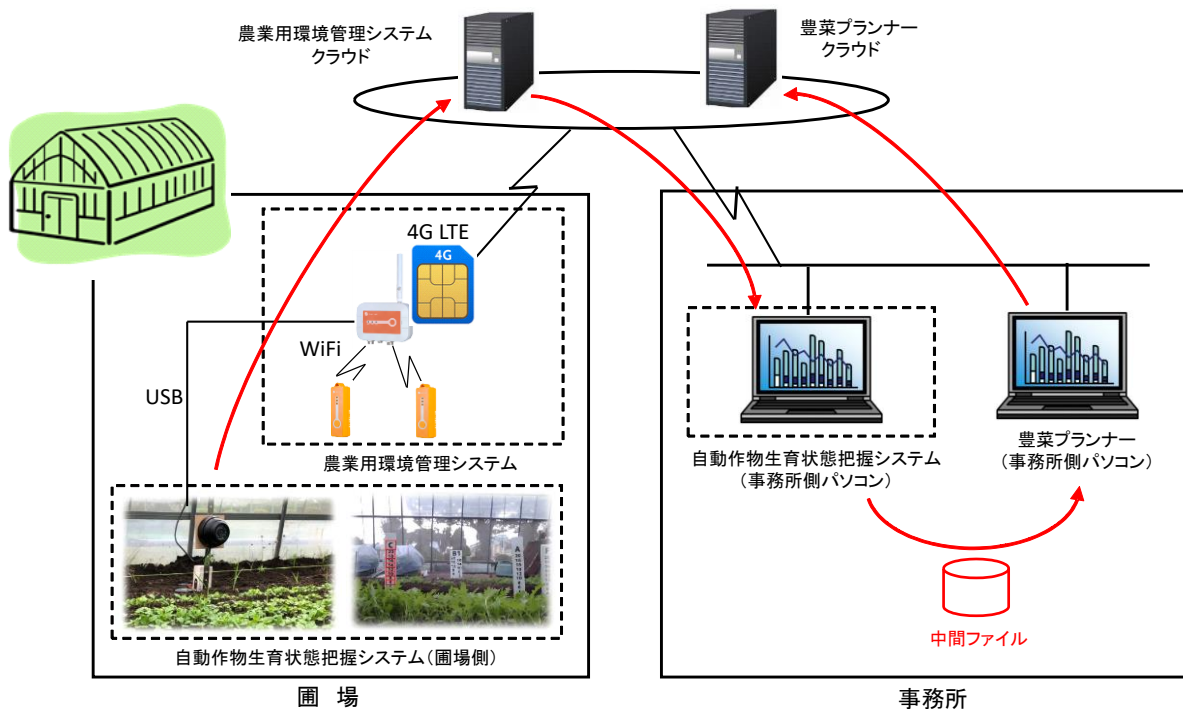 農業用環境管理システム
クラウド
豊菜プランナー
クラウド
4G LTE
4G
WiFi
USB
農業用環境管理システム
自動作物生育状態把握システム(圃場側)
圃 場
自動作物生育状態把握システム
(事務所側パソコン)
豊菜プランナー
(事務所側パソコン)
中間ファイル
事務所